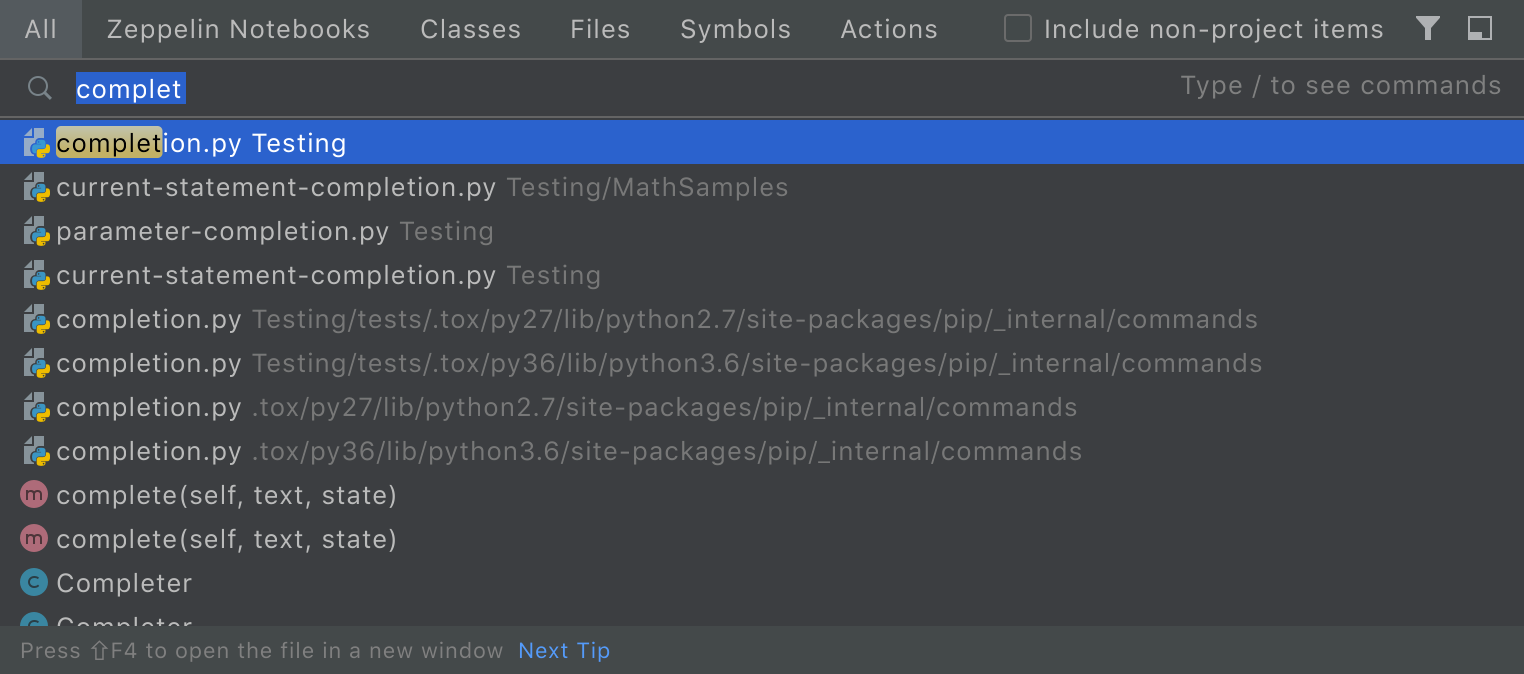 All Zeppelin Notebooks Classes Files Symbols Actions Include non-project items
complet Type / to see commands
completion.py Testing
current-statement-completion.py Testing/MathSamples
parameter-completion.py Testing
current-statement-completion.py Testing
completion.py Testing/tests/.tox/py27/lib/python2.7/site-packages/pip/_internal/commands
completion.py Testing/tests/.tox/py36/lib/python3.6/site-packages/pip/_internal/commands
completion.py .tox/py27/lib/python2.7/site-packages/pip/_internal/commands
completion.py .tox/py36/lib/python3.6/site-packages/pip/_internal/commands
m complete(self, text, state)
m complete(self, text, state)
C Completer
C Completer
Press ⇧F4 to open the file in a new window Next Tip